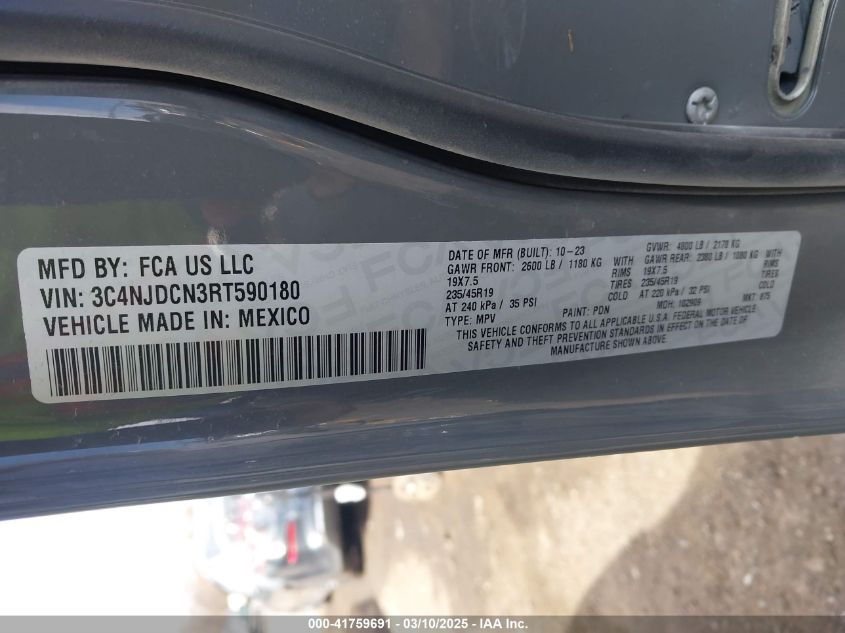 MFD BY: FCA US LLC
VIN: 3C4NJDCN3RT590180
VEHICLE MADE IN: MEXICO
DATE OF MFR (BUILT): 10-23
GAWR FRONT: 2600 LB / 1180 KG WITH
19X7.5 RIMS
235/45R19 TIRES
AT 240 kPa / 35 PSI COLD
TYPE: MPV
GVWR: 4800 LB / 2178 KG
GAWR REAR: 2380 LB / 1080 KG WITH
19X7.5 RIMS
235/45R19 TIRES
AT 220 kPa / 32 PSI COLD
PAINT: PDN MDH: 102909 MKT: 875
THIS VEHICLE CONFORMS TO ALL APPLICABLE U.S.A. FEDERAL MOTOR VEHICLE
SAFETY AND THEFT PREVENTION STANDARDS IN EFFECT ON THE DATE OF
MANUFACTURE SHOWN ABOVE.
000-41759691 - 03/10/2025 - IAA Inc.